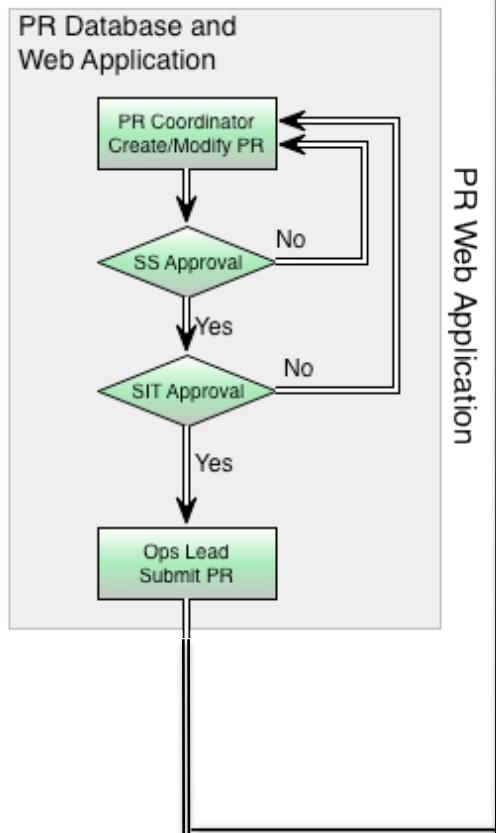 PR Database and
Web Application
PR Coordinator
Create/Modify PR
SS Approval
No
Yes
SIT Approval
No
Yes
Ops Lead
Submit PR
PR Web Application